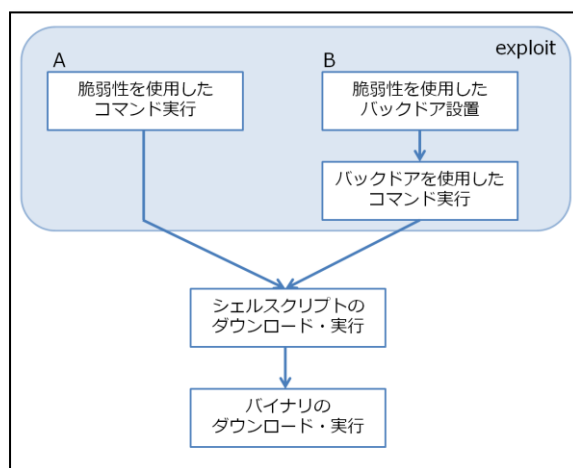 exploit
A
脆弱性を使用した
コマンド実行
B
脆弱性を使用した
バックドア設置
バックドアを使用した
コマンド実行
シェルスクリプトの
ダウンロード・実行
バイナリの
ダウンロード・実行